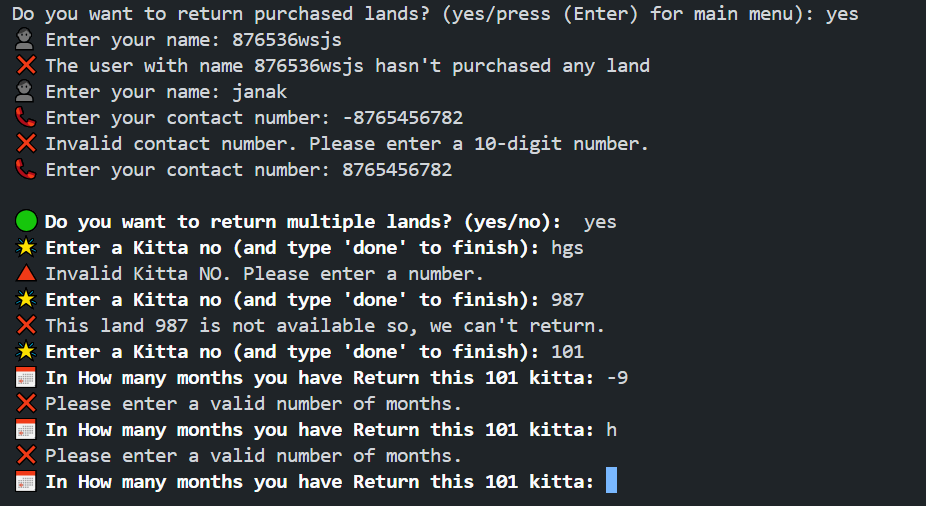 Do you want to return purchased lands? (yes/press (Enter) for main menu): yes
Enter your name: 876536wsjs
The user with name 876536wsjs hasn't purchased any land
Enter your name: janak
Enter your contact number: -8765456782
Invalid contact number. Please enter a 10-digit number.
Enter your contact number: 8765456782
Do you want to return multiple lands? (yes/no):  yes
Enter a Kitta no (and type 'done' to finish): hgs
Invalid Kitta NO. Please enter a number.
Enter a Kitta no (and type 'done' to finish): 987
This land 987 is not available so, we can't return.
Enter a Kitta no (and type 'done' to finish): 101
In How many months you have Return this 101 kitta: -9
Please enter a valid number of months.
In How many months you have Return this 101 kitta: h
Please enter a valid number of months.
In How many months you have Return this 101 kitta: